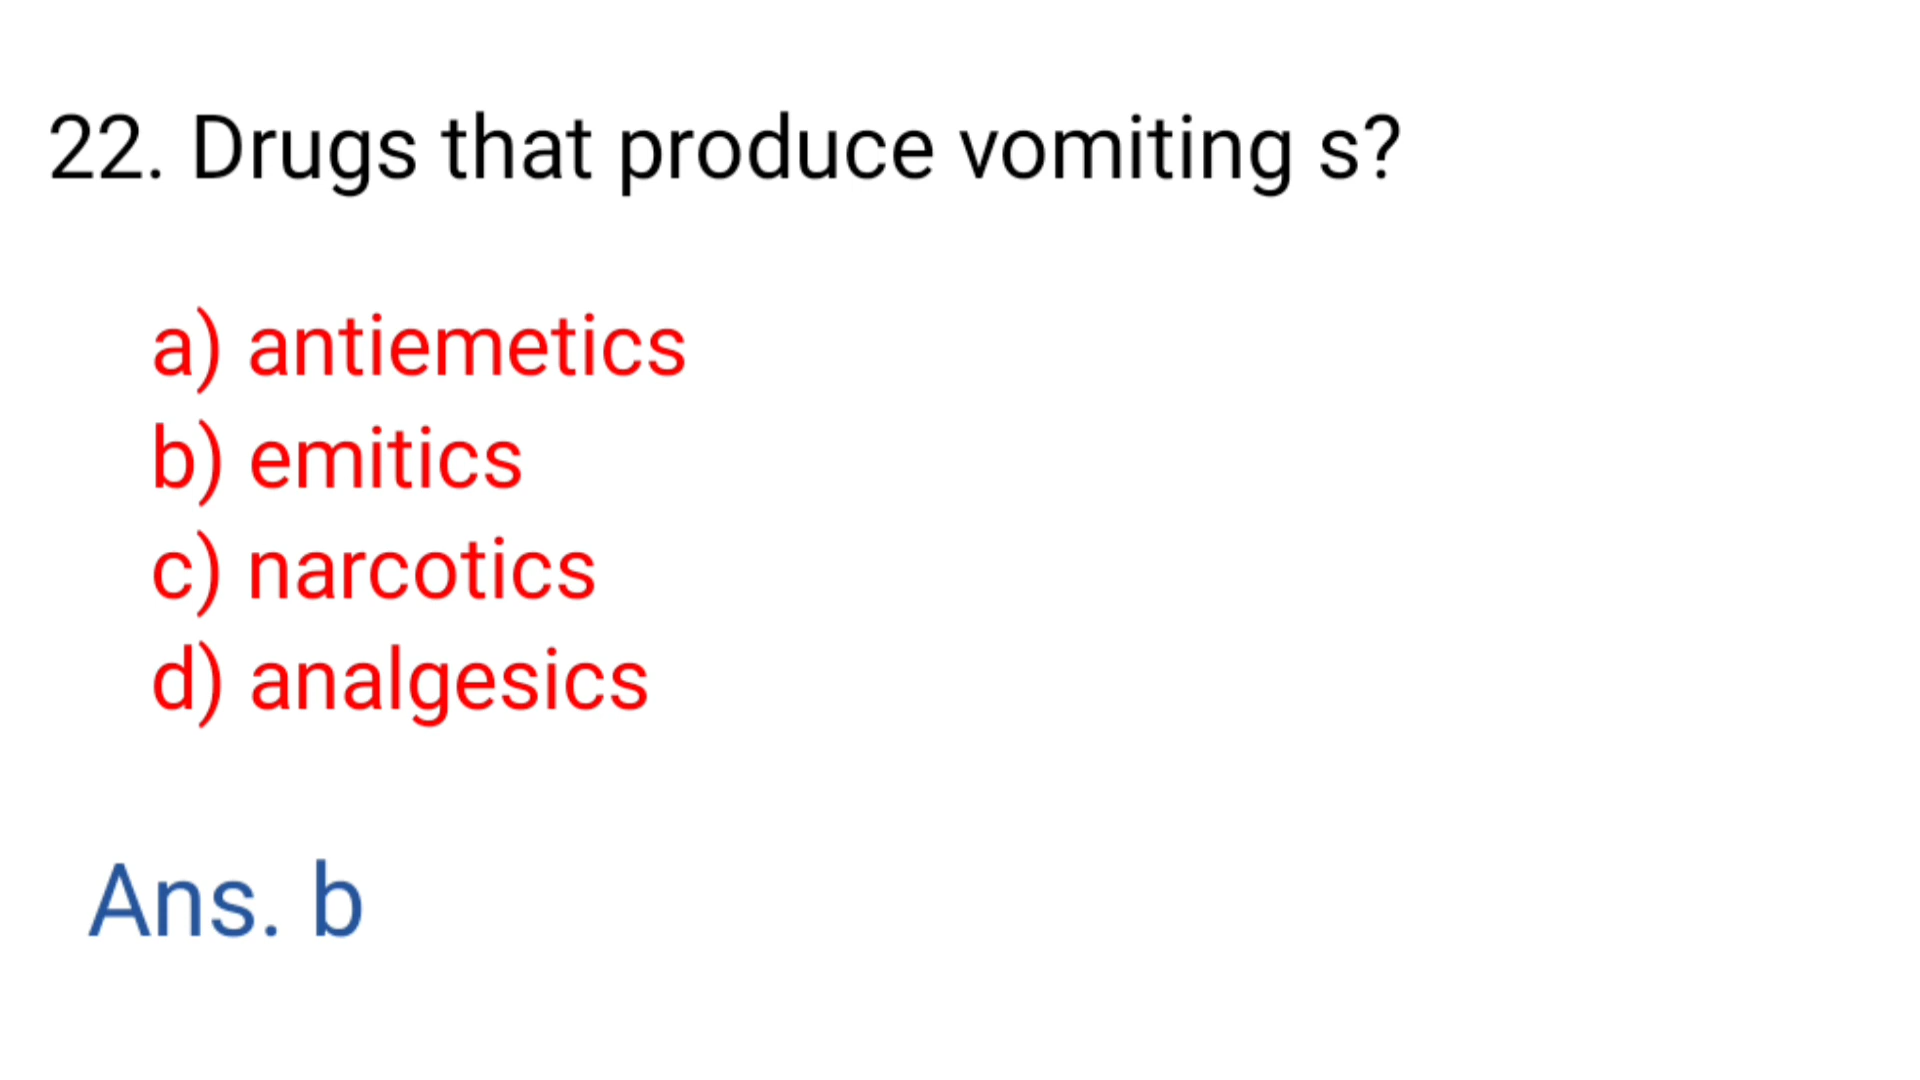 22. Drugs that produce vomiting s?
a) antiemetics
b) emitics
c) narcotics
d) analgesics
Ans. b